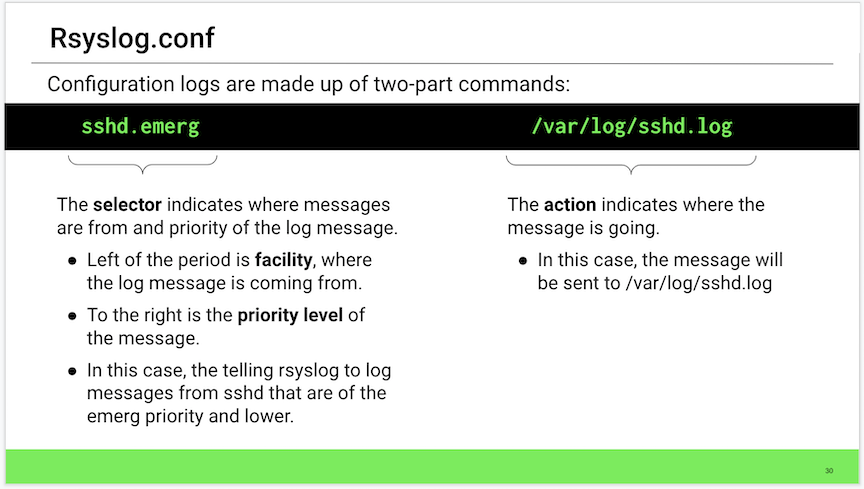 Rsyslog.conf
Configuration logs are made up of two-part commands:
sshd.emerg /var/log/sshd.log
The selector indicates where messages
are from and priority of the log message.
● Left of the period is facility, where
the log message is coming from.
● To the right is the priority level of
the message.
● In this case, the telling rsyslog to log
messages from sshd that are of the
emerg priority and lower.
The action indicates where the
message is going.
● In this case, the message will
be sent to /var/log/sshd.log
30